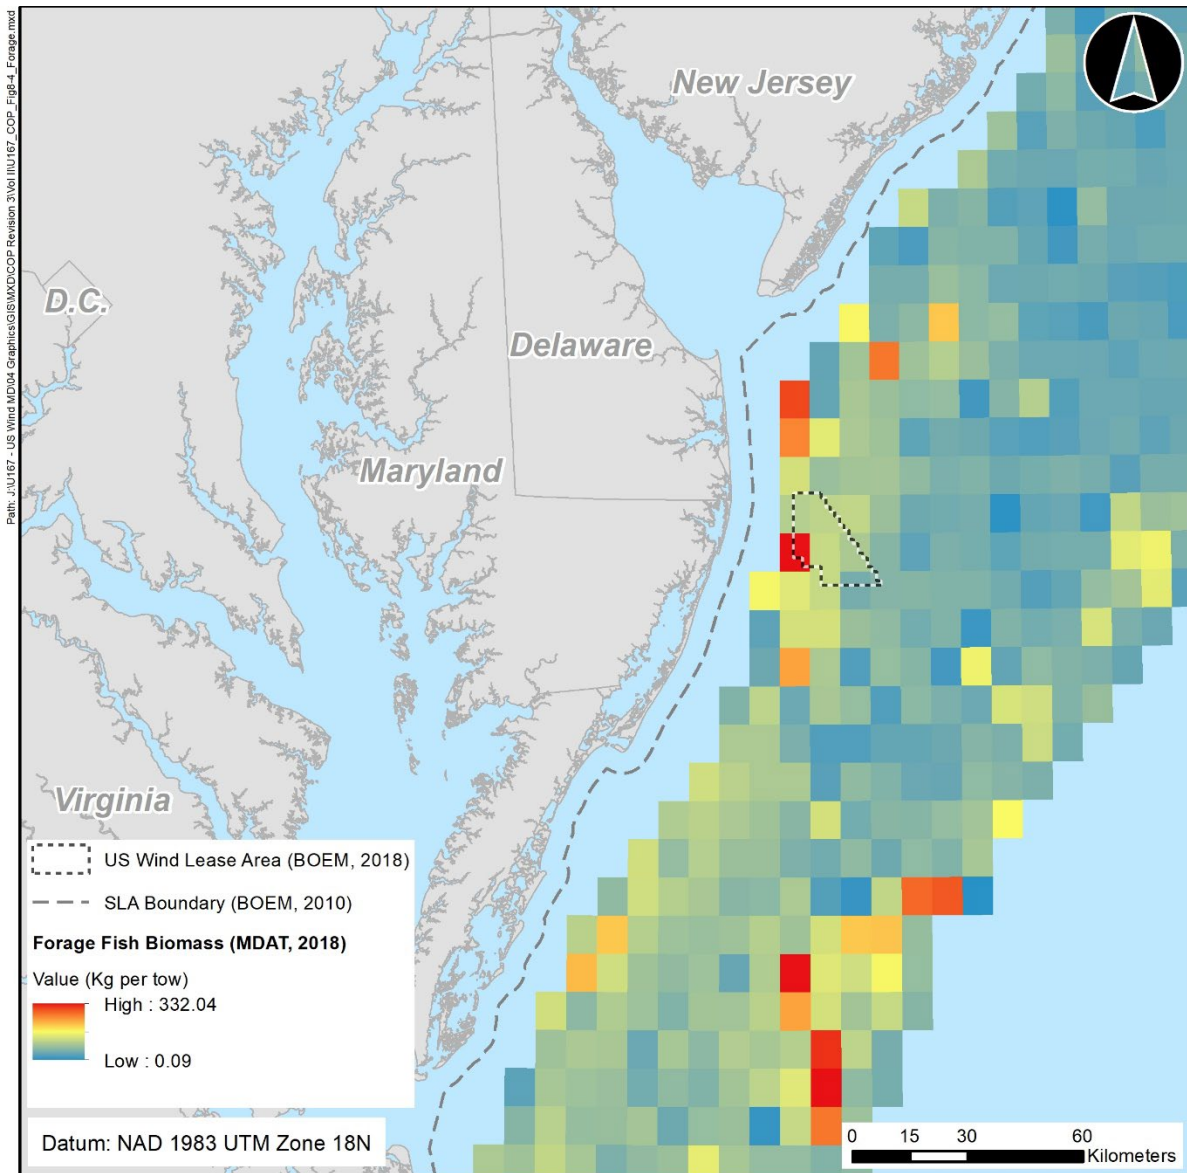 Path: J:\U167 - US Wind MD\04 Graphics\GIS\MXD\COP Revision 3\Vol II\U167_COP_Fig8-4_Forage.mxd
New Jersey
D.C.
Delaware
Maryland
Virginia
US Wind Lease Area (BOEM, 2018)
SLA Boundary (BOEM, 2010)
Forage Fish Biomass (MDAT, 2018)
Value (Kg per tow)
High : 332.04
Low : 0.09
Datum: NAD 1983 UTM Zone 18N
0 15 30 60
Kilometers